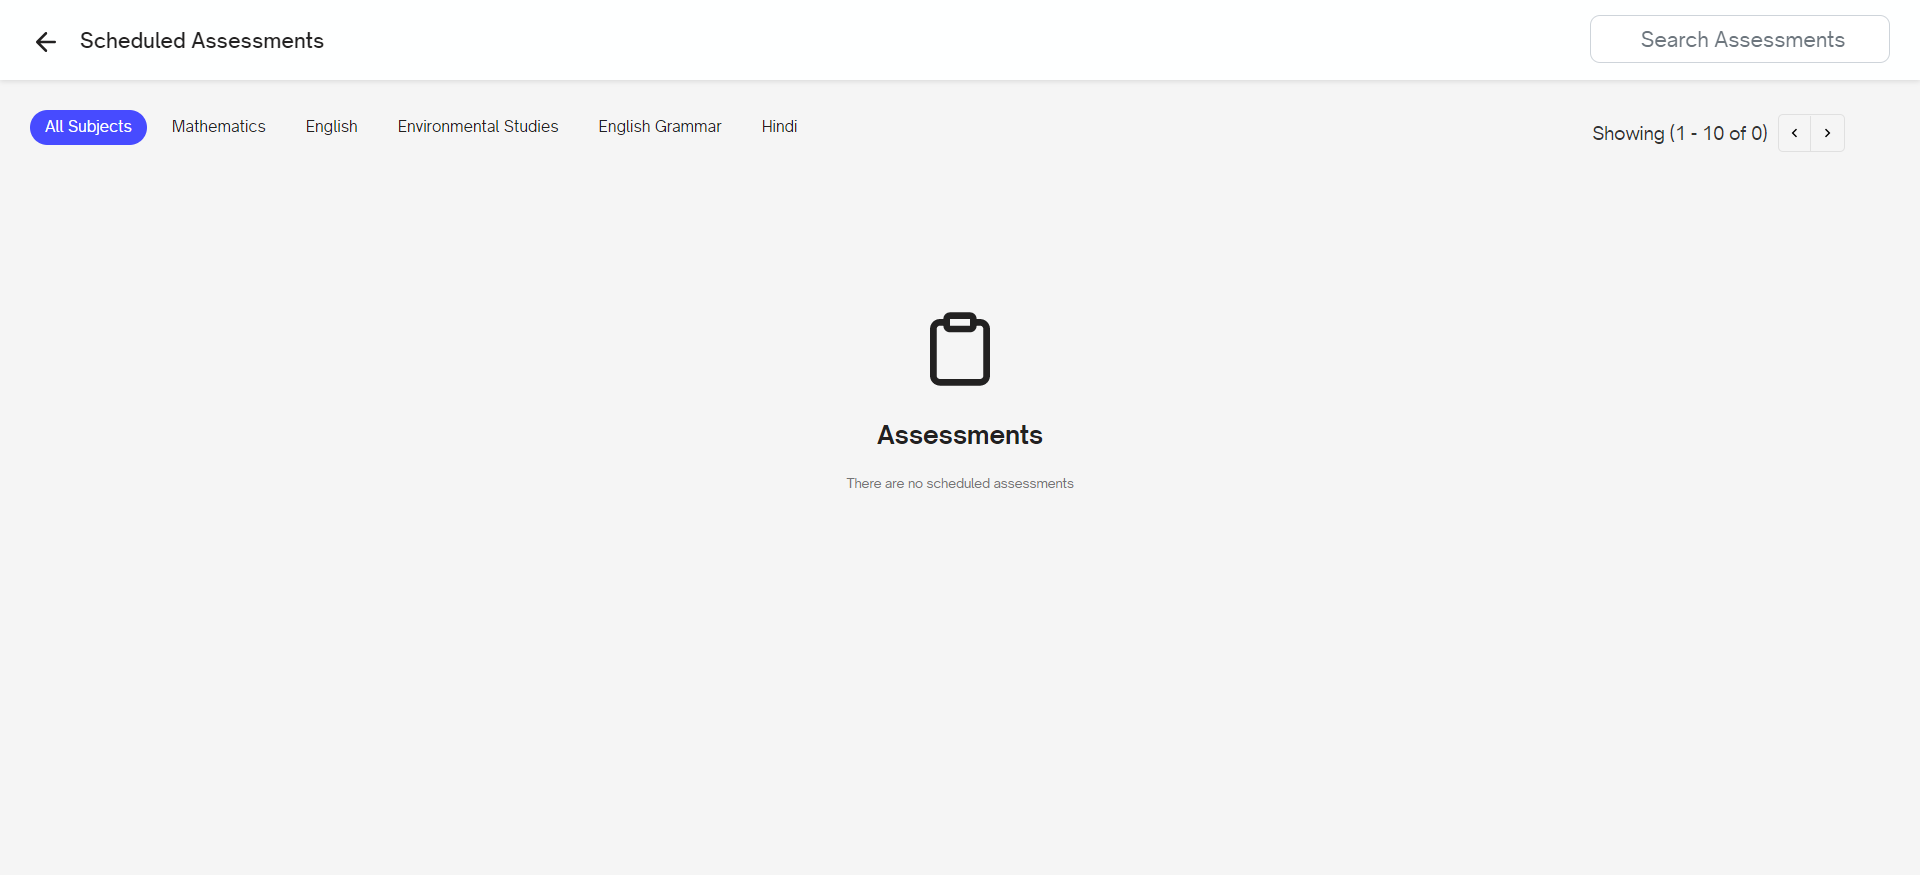 Scheduled Assessments
Search Assessments
All Subjects
Mathematics
English
Environmental Studies
English Grammar
Hindi
Showing (1 - 10 of 0)
Assessments
There are no scheduled assessments